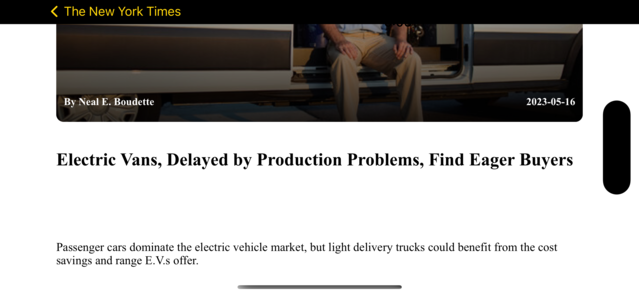 The New York Times
By Neal E. Boudette
2023-05-16
Electric Vans, Delayed by Production Problems, Find Eager Buyers
Passenger cars dominate the electric vehicle market, but light delivery trucks could benefit from the cost
savings and range E.V.s offer.